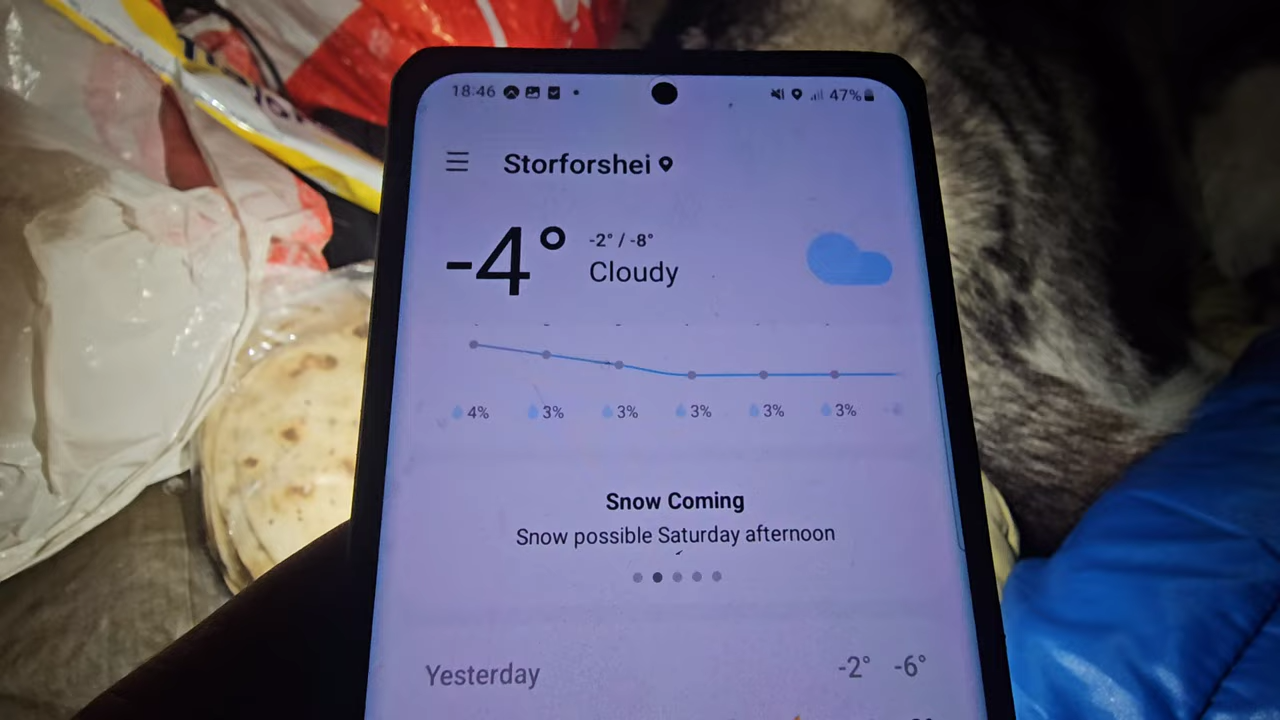 18:46 47%
Storforshei
-4° -2° / -8°
Cloudy
4% 3% 3% 3% 3% 3%
Snow Coming
Snow possible Saturday afternoon
Yesterday -2° -6°